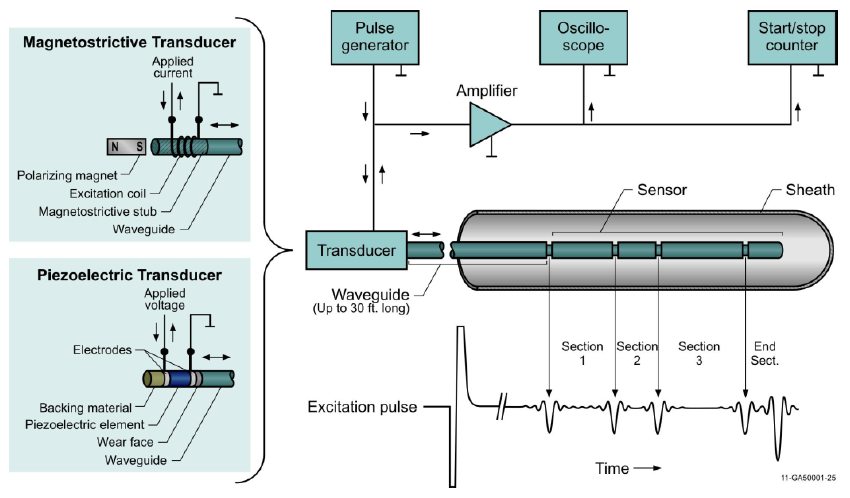 Magnetostrictive Transducer
Applied
current
N S
Polarizing magnet
Excitation coil
Magnetostrictive stub
Waveguide
Piezoelectric Transducer
Applied
voltage
Electrodes
Backing material
Piezoelectric element
Wear face
Waveguide
Pulse
generator
Oscillo-
scope
Start/stop
counter
Amplifier
Sensor
Sheath
Transducer
Waveguide
(Up to 30 ft. long)
Section
1
Section
2
Section
3
End
Sect.
Excitation pulse
Time
11-GA50001-25